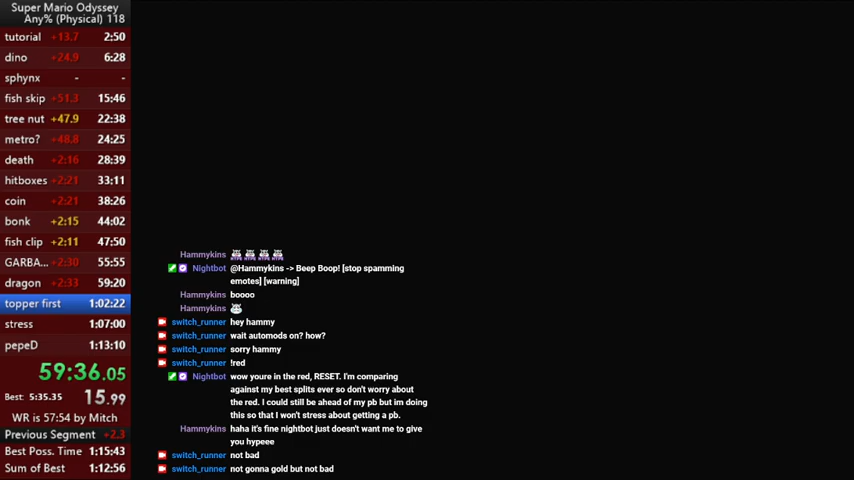 Super Mario Odyssey
Any% (Physical) 118
tutorial +13.7 2:50
dino +24.9 6:28
sphynx - -
fish skip +51.3 15:46
tree nut +47.9 22:38
metro? +48.8 24:25
death +2:16 28:39
hitboxes +2:21 33:11
coin +2:21 38:26
bonk +2:15 44:02
fish clip +2:11 47:50
GARBA... +2:30 55:55
dragon +2:33 59:20
topper first 1:02:22
stress 1:07:00
pepeD 1:13:10
59:36.05
Best: 5:35.35 15.99
WR is 57:54 by Mitch
Previous Segment +2.3
Best Poss. Time 1:15:43
Sum of Best 1:12:56
Hammykins HYPE HYPE HYPE HYPE
Nightbot @Hammykins -> Beep Boop! [stop spamming
emotes] [warning]
Hammykins boooo
Hammykins
switch_runner hey hammy
switch_runner wait automods on? how?
switch_runner sorry hammy
switch_runner !red
Nightbot wow youre in the red, RESET. I'm comparing
against my best splits ever so don't worry about
the red. I could still be ahead of my pb but im doing
this so that I won't stress about getting a pb.
Hammykins haha it's fine nightbot just doesn't want me to give
you hypeee
switch_runner not bad
switch_runner not gonna gold but not bad